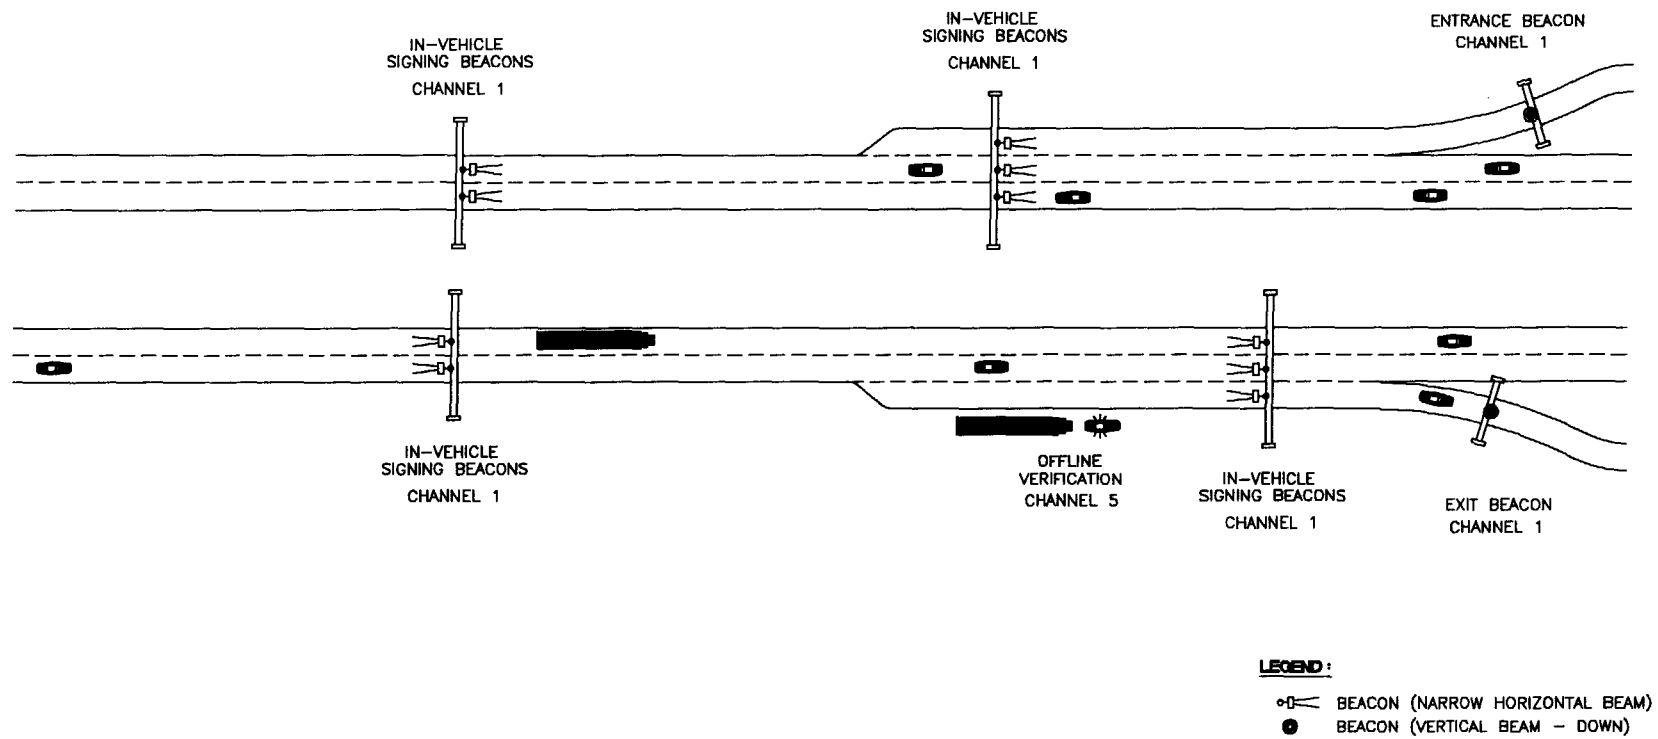 IN-VEHICLE
SIGNING BEACONS
CHANNEL 1
IN-VEHICLE
SIGNING BEACONS
CHANNEL 1
ENTRANCE BEACON
CHANNEL 1
IN-VEHICLE
SIGNING BEACONS
CHANNEL 1
OFFLINE
VERIFICATION
CHANNEL 5
IN-VEHICLE
SIGNING BEACONS
CHANNEL 1
EXIT BEACON
CHANNEL 1
LEGEND:
BEACON (NARROW HORIZONTAL BEAM)
BEACON (VERTICAL BEAM - DOWN)